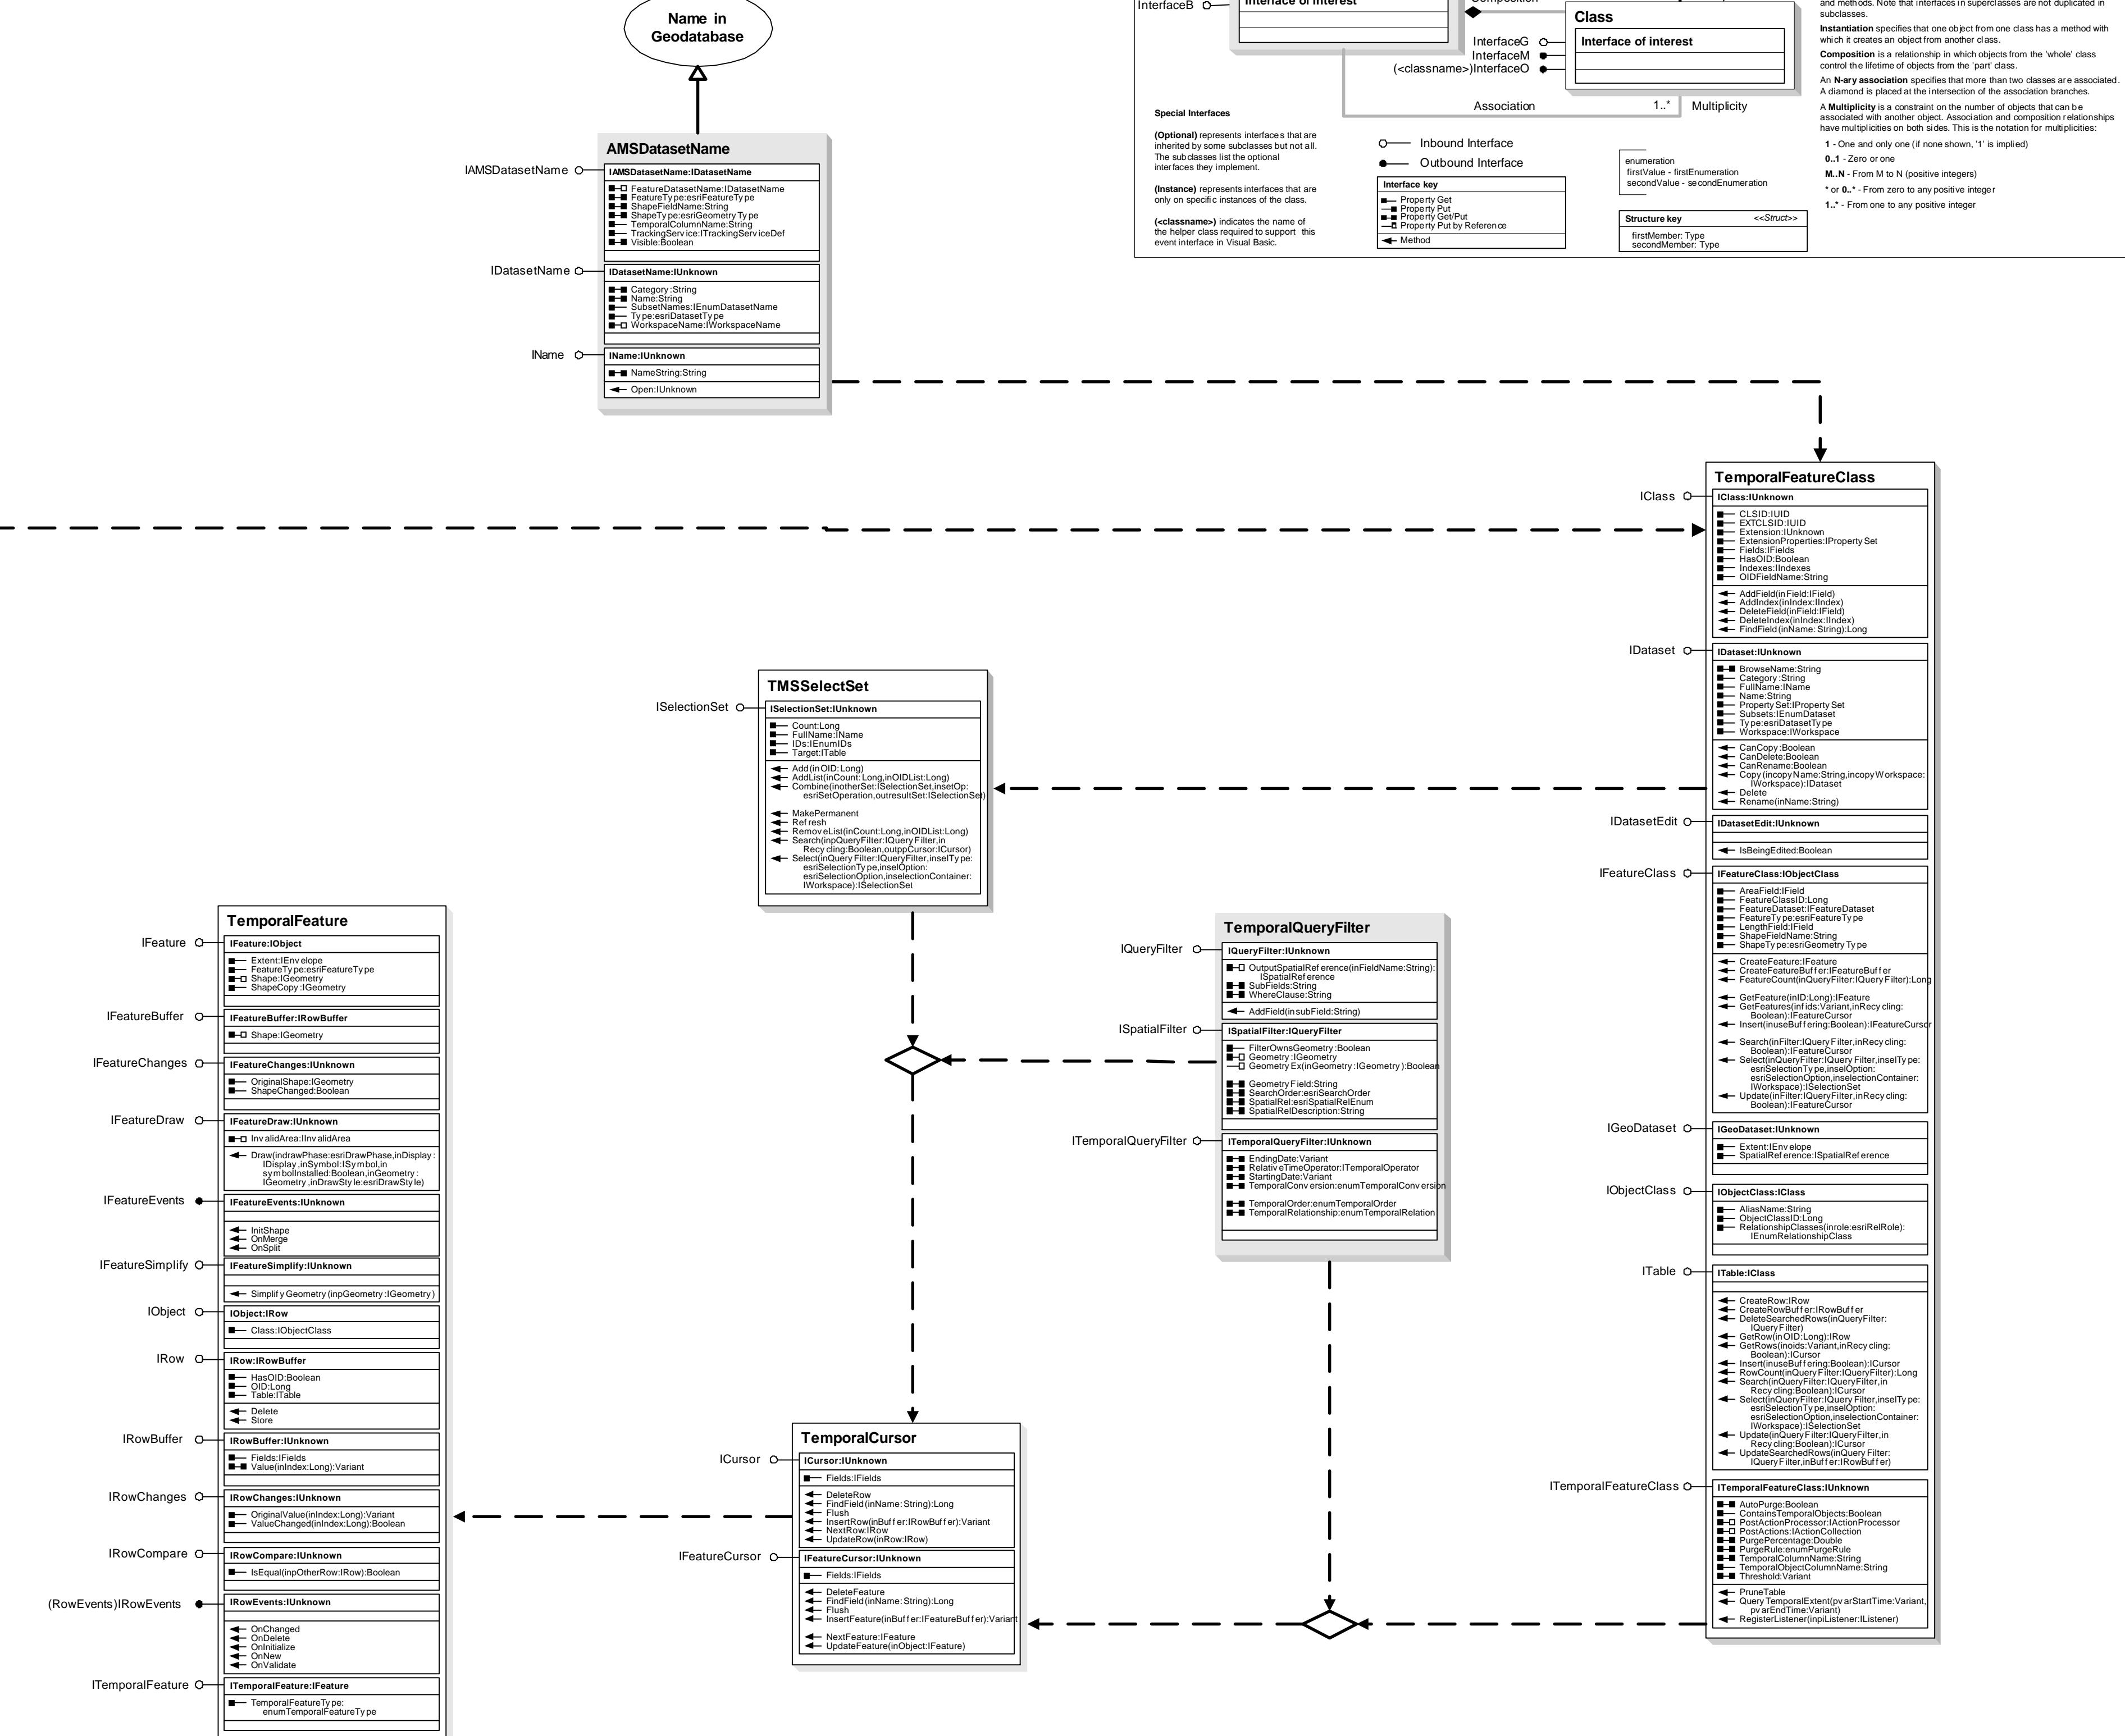 Name in
Geodatabase
AMSDatasetName
IAMSDatasetName
IAMSDatasetName:IDatasetName
FeatureDatasetName:IDatasetName
FeatureType:esriFeatureType
ShapeFieldName:String
ShapeType:esriGeometryType
TemporalColumnName:String
TrackingService:ITrackingServiceDef
Visible:Boolean
IDatasetName
IDatasetName:IUnknown
Category:String
Name:String
SubsetNames:IEnumDatasetName
Type:esriDatasetType
WorkspaceName:IWorkspaceName
IName
IName:IUnknown
NameString:String
Open:IUnknown
InterfaceB
Interface of interest
Composition
Class
Interface of interest
InterfaceG
InterfaceM
(<classname>)InterfaceO
Association
1..*
Multiplicity
Special Interfaces
(Optional) represents interfaces that are
inherited by some subclasses but not all.
The subclasses list the optional
interfaces they implement.
(Instance) represents interfaces that are
only on specific instances of the class.
(<classname>) indicates the name of
the helper class required to support this
event interface in Visual Basic.
Inbound Interface
Outbound Interface
Interface key
Property Get
Property Put
Property Get/Put
Property Put by Reference
Method
enumeration
firstValue - firstEnumeration
secondValue - secondEnumeration
Structure key <<Struct>>
firstMember: Type
secondMember: Type
and methods. Note that interfaces in superclasses are not duplicated in
subclasses.
Instantiation specifies that one object from one class has a method with
which it creates an object from another class.
Composition is a relationship in which objects from the 'whole' class
control the lifetime of objects from the 'part' class.
An N-ary association specifies that more than two classes are associated.
A diamond is placed at the intersection of the association branches.
A Multiplicity is a constraint on the number of objects that can be
associated with another object. Association and composition relationships
have multiplicities on both sides. This is the notation for multiplicities:
1 - One and only one (if none shown, '1' is implied)
0..1 - Zero or one
M..N - From M to N (positive integers)
* or 0..* - From zero to any positive integer
1..* - From one to any positive integer
TemporalFeatureClass
IClass
IClass:IUnknown
CLSID:IUID
EXTCLSID:IUID
Extension:IUnknown
ExtensionProperties:IPropertySet
Fields:IFields
HasOID:Boolean
Indexes:IIndexes
OIDFieldName:String
AddField(inField:IField)
AddIndex(inIndex:IIndex)
DeleteField(inField:IField)
DeleteIndex(inIndex:IIndex)
FindField(inName: String):Long
IDataset
IDataset:IUnknown
BrowseName:String
Category:String
FullName:IName
Name:String
PropertySet:IPropertySet
Subsets:IEnumDataset
Type:esriDatasetType
Workspace:IWorkspace
CanCopy:Boolean
CanDelete:Boolean
CanRename:Boolean
Copy(incopyName:String,incopyWorkspace:
IWorkspace):IDataset
Delete
Rename(inName:String)
IDatasetEdit
IDatasetEdit:IUnknown
IsBeingEdited:Boolean
IFeatureClass
IFeatureClass:IObjectClass
AreaField:IField
FeatureClassID:Long
FeatureDataset:IFeatureDataset
FeatureType:esriFeatureType
LengthField:IField
ShapeFieldName:String
ShapeType:esriGeometryType
CreateFeature:IFeature
CreateFeatureBuffer:IFeatureBuffer
FeatureCount(inQueryFilter:IQueryFilter):Long
GetFeature(inID:Long):IFeature
GetFeatures(infids:Variant,inRecycling:
Boolean):IFeatureCursor
Insert(inuseBuffering:Boolean):IFeatureCursor
Search(inFilter:IQueryFilter,inRecycling:
Boolean):IFeatureCursor
Select(inQueryFilter:IQueryFilter,inselType:
esriSelectionType,inselOption:
esriSelectionOption,inselectionContainer:
IWorkspace):ISelectionSet
Update(inFilter:IQueryFilter,inRecycling:
Boolean):IFeatureCursor
IGeoDataset
IGeoDataset:IUnknown
Extent:IEnvelope
SpatialReference:ISpatialReference
IObjectClass
IObjectClass:IClass
AliasName:String
ObjectClassID:Long
RelationshipClasses(inrole:esriRelRole):
IEnumRelationshipClass
ITable
ITable:IClass
CreateRow:IRow
CreateRowBuffer:IRowBuffer
DeleteSearchedRows(inQueryFilter:
IQueryFilter)
GetRow(inOID:Long):IRow
GetRows(inoids:Variant,inRecycling:
Boolean):ICursor
Insert(inuseBuffering:Boolean):ICursor
RowCount(inQueryFilter:IQueryFilter):Long
Search(inQueryFilter:IQueryFilter,in
Recycling:Boolean):ICursor
Select(inQueryFilter:IQueryFilter,inselType:
esriSelectionType,inselOption:
esriSelectionOption,inselectionContainer:
IWorkspace):ISelectionSet
Update(inQueryFilter:IQueryFilter,in
Recycling:Boolean):ICursor
UpdateSearchedRows(inQueryFilter:
IQueryFilter,inBuffer:IRowBuffer)
ITemporalFeatureClass
ITemporalFeatureClass:IUnknown
AutoPurge:Boolean
ContainsTemporalObjects:Boolean
PostActionProcessor:IActionProcessor
PostActions:IActionCollection
PurgePercentage:Double
PurgeRule:enumPurgeRule
TemporalColumnName:String
TemporalObjectColumnName:String
Threshold:Variant
PruneTable
QueryTemporalExtent(pvarStartTime:Variant,
pvarEndTime:Variant)
RegisterListener(inpiListener:IListener)
TMSSelectSet
ISelectionSet
ISelectionSet:IUnknown
Count:Long
FullName:IName
IDs:IEnumIDs
Target:ITable
Add(inOID:Long)
AddList(inCount:Long,inOIDList:Long)
Combine(inotherSet:ISelectionSet,insetOp:
esriSetOperation,outresultSet:ISelectionSet)
MakePermanent
Refresh
RemoveList(inCount:Long,inOIDList:Long)
Search(inpQueryFilter:IQueryFilter,in
Recycling:Boolean,outppCursor:ICursor)
Select(inQueryFilter:IQueryFilter,inselType:
esriSelectionType,inselOption:
esriSelectionOption,inselectionContainer:
IWorkspace):ISelectionSet
TemporalFeature
IFeature
IFeature:IObject
Extent:IEnvelope
FeatureType:esriFeatureType
Shape:IGeometry
ShapeCopy:IGeometry
IFeatureBuffer
IFeatureBuffer:IRowBuffer
Shape:IGeometry
IFeatureChanges
IFeatureChanges:IUnknown
OriginalShape:IGeometry
ShapeChanged:Boolean
IFeatureDraw
IFeatureDraw:IUnknown
InvalidArea:IInvalidArea
Draw(indrawPhase:esriDrawPhase,inDisplay:
IDisplay,inSymbol:ISymbol,in
symbolInstalled:Boolean,inGeometry:
IGeometry,inDrawStyle:esriDrawStyle)
IFeatureEvents
IFeatureEvents:IUnknown
InitShape
OnMerge
OnSplit
IFeatureSimplify
IFeatureSimplify:IUnknown
SimplifyGeometry(inpGeometry:IGeometry)
IObject
IObject:IRow
Class:IObjectClass
IRow
IRow:IRowBuffer
HasOID:Boolean
OID:Long
Table:ITable
Delete
Store
IRowBuffer
IRowBuffer:IUnknown
Fields:IFields
Value(inIndex:Long):Variant
IRowChanges
IRowChanges:IUnknown
OriginalValue(inIndex:Long):Variant
ValueChanged(inIndex:Long):Boolean
IRowCompare
IRowCompare:IUnknown
IsEqual(inpOtherRow:IRow):Boolean
(RowEvents)IRowEvents
IRowEvents:IUnknown
OnChanged
OnDelete
OnInitialize
OnNew
OnValidate
ITemporalFeature
ITemporalFeature:IFeature
TemporalFeatureType:
enumTemporalFeatureType
TemporalQueryFilter
IQueryFilter
IQueryFilter:IUnknown
OutputSpatialReference(inFieldName:String):
ISpatialReference
SubFields:String
WhereClause:String
AddField(insubField:String)
ISpatialFilter
ISpatialFilter:IQueryFilter
FilterOwnsGeometry:Boolean
Geometry:IGeometry
GeometryEx(inGeometry:IGeometry):Boolean
GeometryField:String
SearchOrder:esriSearchOrder
SpatialRel:esriSpatialRelEnum
SpatialRelDescription:String
ITemporalQueryFilter
ITemporalQueryFilter:IUnknown
EndingDate:Variant
RelativeTimeOperator:ITemporalOperator
StartingDate:Variant
TemporalConversion:enumTemporalConversion
TemporalOrder:enumTemporalOrder
TemporalRelationship:enumTemporalRelation
TemporalCursor
ICursor
ICursor:IUnknown
Fields:IFields
DeleteRow
FindField(inName:String):Long
Flush
InsertRow(inBuffer:IRowBuffer):Variant
NextRow:IRow
UpdateRow(inRow:IRow)
IFeatureCursor
IFeatureCursor:IUnknown
Fields:IFields
DeleteFeature
FindField(inName:String):Long
Flush
InsertFeature(inBuffer:IFeatureBuffer):Variant
NextFeature:IFeature
UpdateFeature(inObject:IFeature)